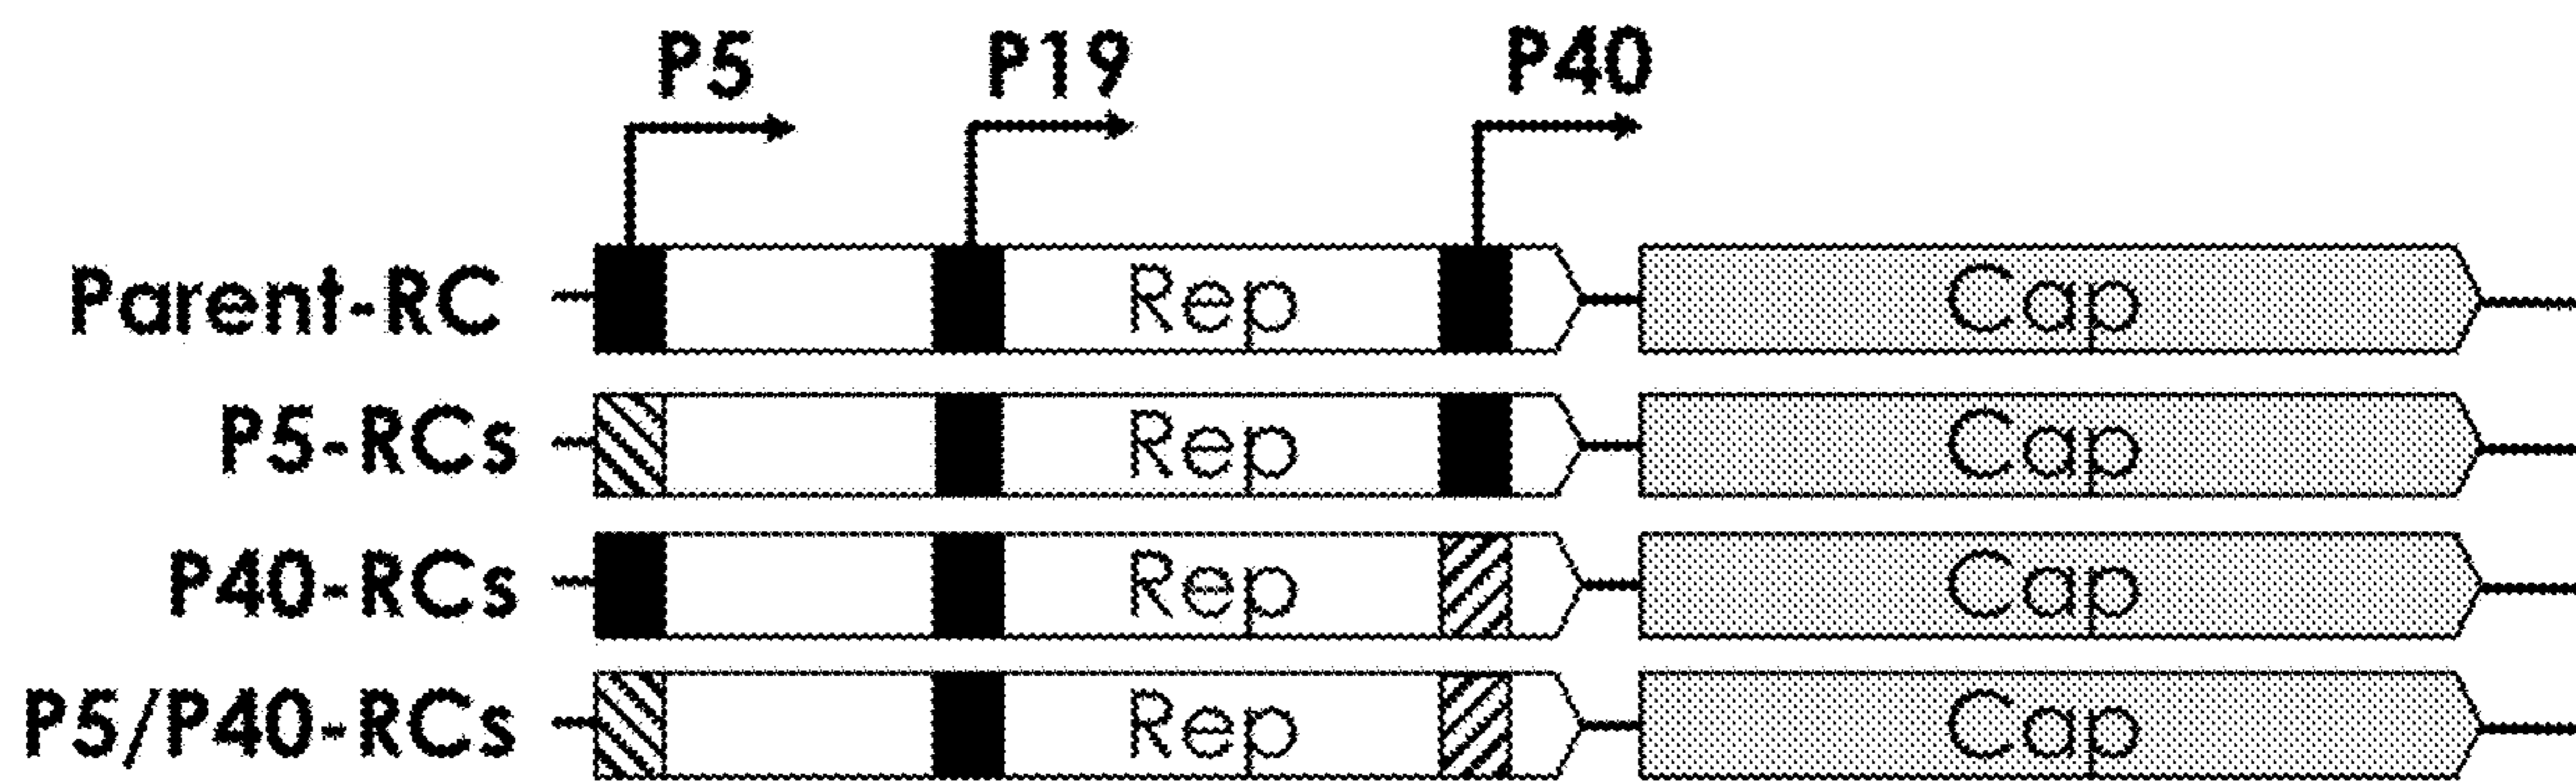 P5 P19 P40
Parent-RC Rep Cap
P5-RCs Rep Cap
P40-RCs Rep Cap
P5/P40-RCs Rep Cap